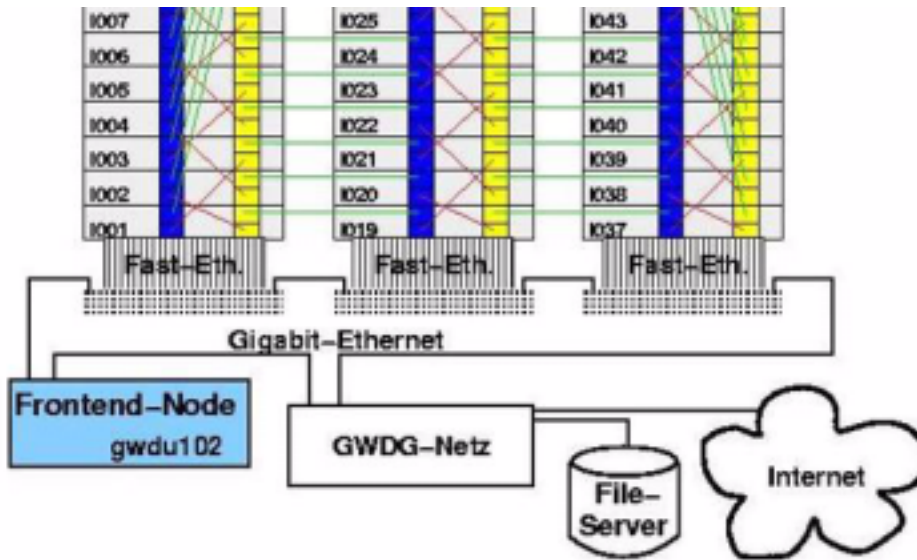 I007 I025 I043
I006 I024 I042
I005 I023 I041
I004 I022 I040
I003 I021 I039
I002 I020 I038
I001 I019 I037
Fast-Eth. Fast-Eth. Fast-Eth.
Gigabit-Ethernet
Frontend-Node
gwdu102
GWDG-Netz
Internet
File-
Server